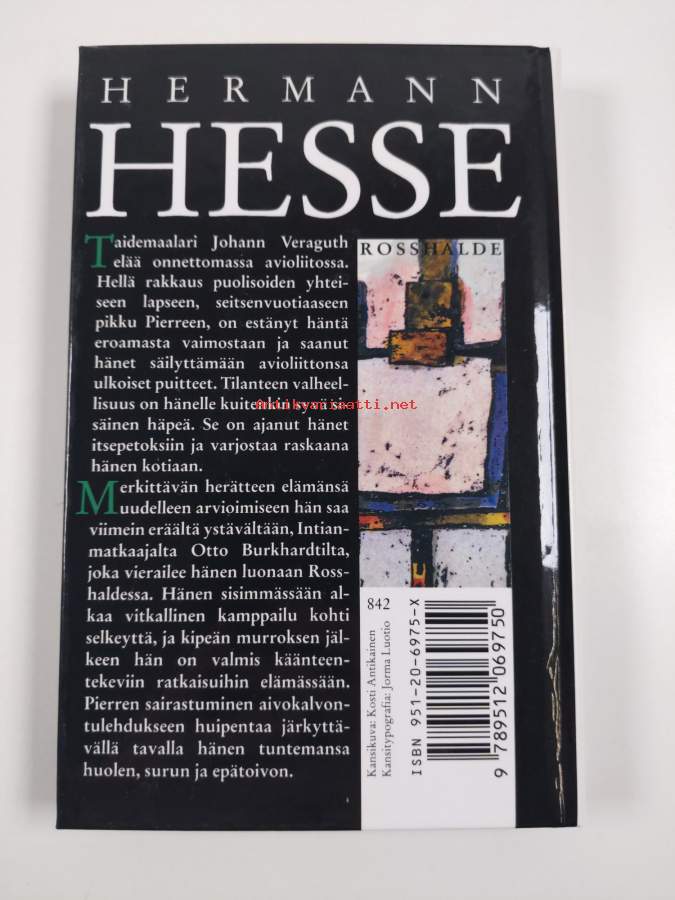 HERMANN
HESSE
Taidemaalari Johann Veraguth
elää onnettomassa avioliitossa.
Hellä rakkaus puolisoiden yhtei-
seen lapseen, seitsenvuotiaaseen
pikku Pierreen, on estänyt häntä
eroamasta vaimostaan ja saanut
hänet säilyttämään avioliittonsa
ulkoiset puitteet. Tilanteen valheel-
lisuus on hänelle kuitenkin syvä si-
säinen häpeä. Se on ajanut hänet
itsepetoksiin ja varjostaa raskaana
hänen kotiaan.
Merkittävän herätteen elämänsä
uudelleen arvioimiseen hän saa
viimein eräältä ystävältään, Intian-
matkaajalta Otto Burkhardtilta,
joka vierailee hänen luonaan Ross-
haldessa. Hänen sisimmässään al-
kaa vitkallinen kamppailu kohti
selkeyttä, ja kipeän murroksen jäl-
keen hän on valmis käänteen-
tekeviin ratkaisuihin elämässään.
Pierren sairastuminen aivokalvon-
tulehdukseen huipentaa järkyttä-
vällä tavalla hänen tuntemansa
huolen, surun ja epätoivon.
ROSSHALDE
Antikvariaatti.net
842
Kansikuva: Kosti Antikainen
Kansitypografia: Jorma Luotio
ISBN 951-20-6975-X
9 789512 069750